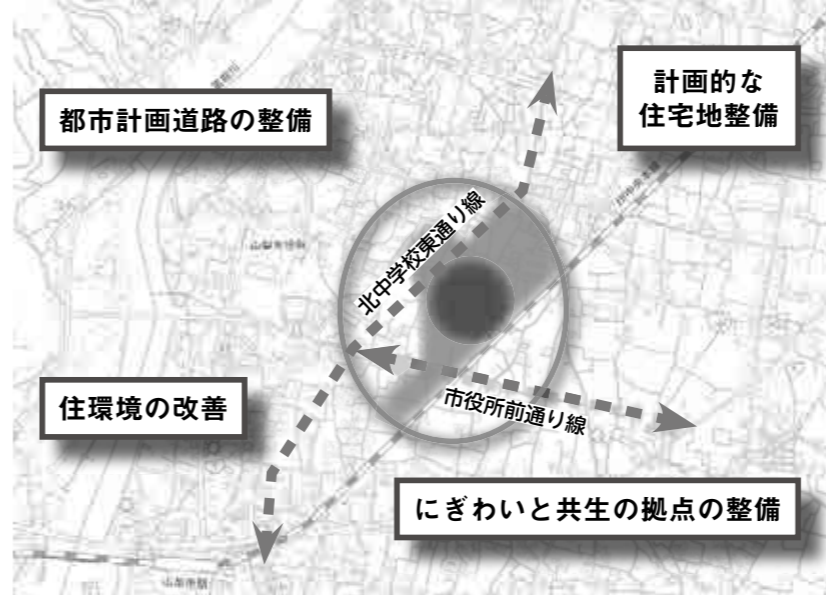 都市計画道路の整備
計画的な
住宅地整備
北中学校東通り線
住環境の改善
市役所前通り線
にぎわいと共生の拠点の整備